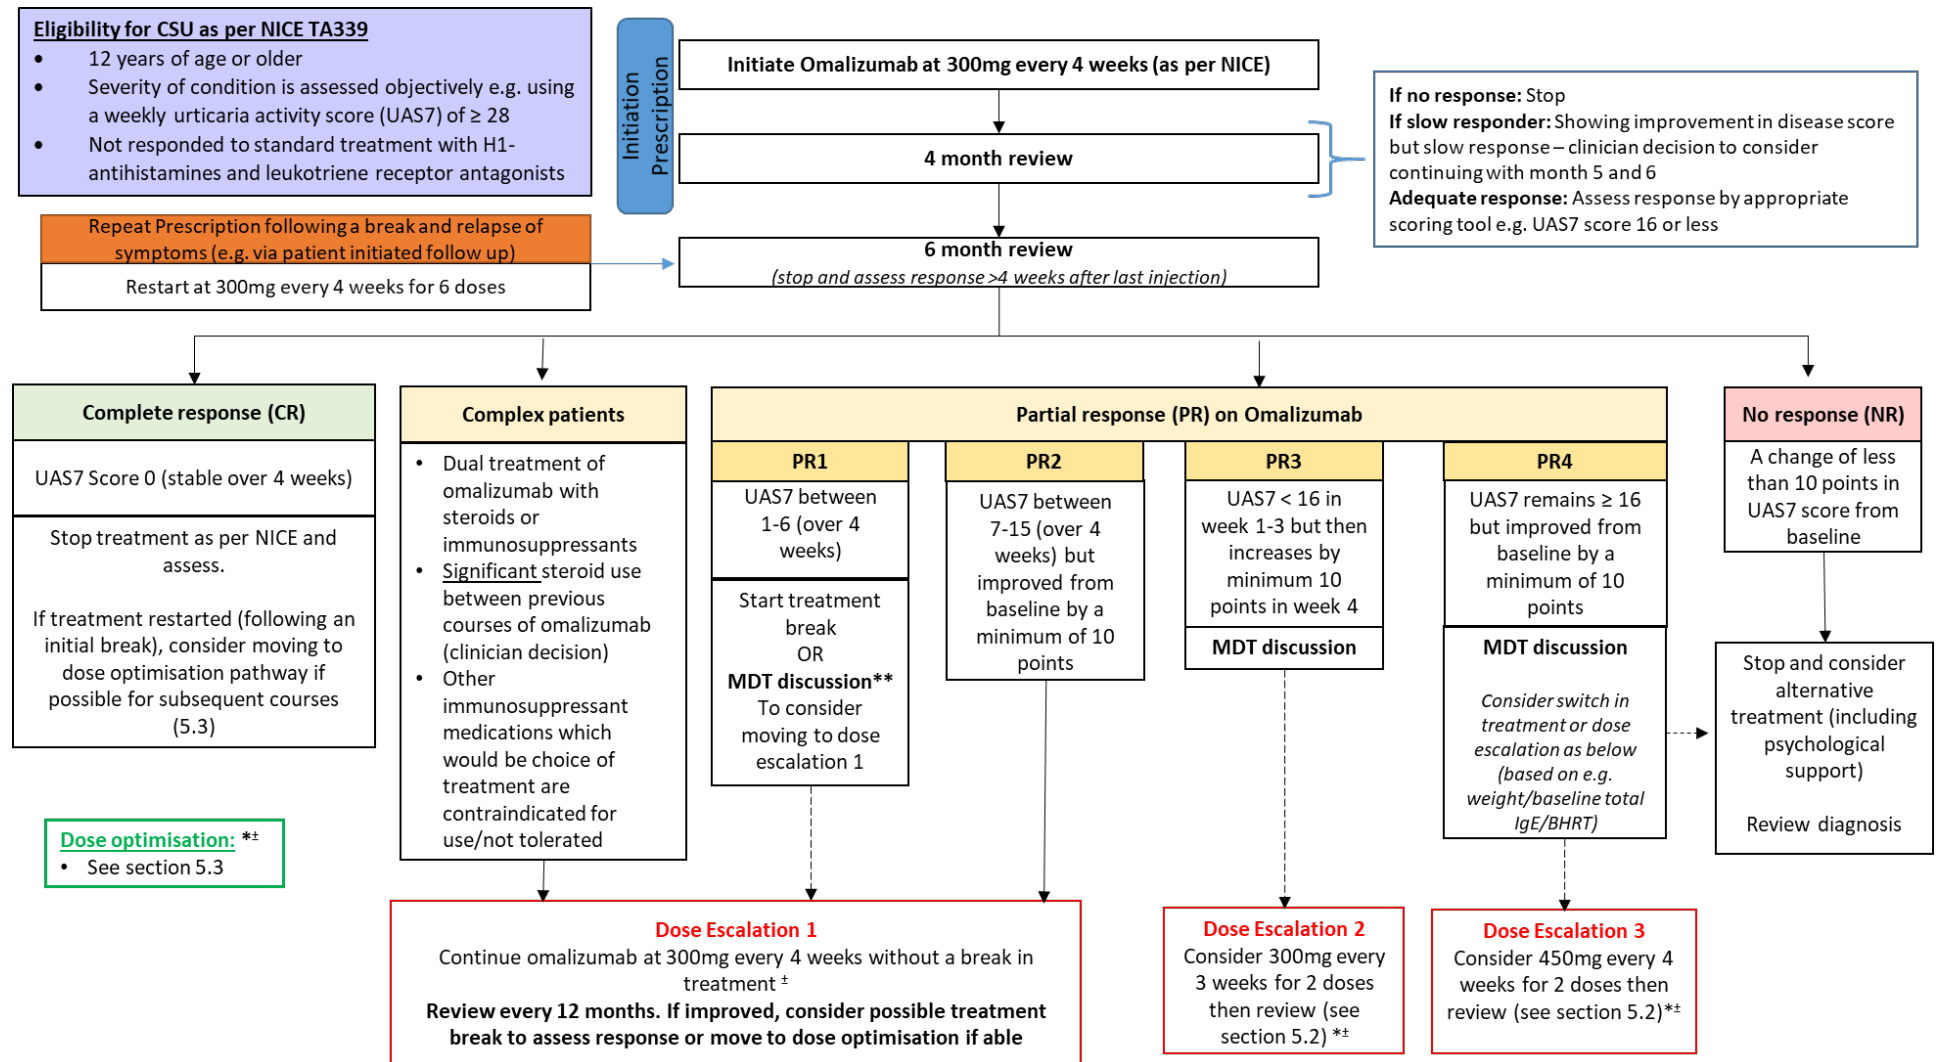 Eligibility for CSU as per NICE TA339
• 12 years of age or older
• Severity of condition is assessed objectively e.g. using
a weekly urticaria activity score (UAS7) of ≥ 28
• Not responded to standard treatment with H1-
antihistamines and leukotriene receptor antagonists
Initiation
Prescription
Initiate Omalizumab at 300mg every 4 weeks (as per NICE)
4 month review
If no response: Stop
If slow responder: Showing improvement in disease score
but slow response – clinician decision to consider
continuing with month 5 and 6
Adequate response: Assess response by appropriate
scoring tool e.g. UAS7 score 16 or less
Repeat Prescription following a break and relapse of
symptoms (e.g. via patient initiated follow up)
Restart at 300mg every 4 weeks for 6 doses
6 month review
(stop and assess response >4 weeks after last injection)
Complete response (CR)
UAS7 Score 0 (stable over 4 weeks)
Stop treatment as per NICE and
assess.
If treatment restarted (following an
initial break), consider moving to
dose optimisation pathway if
possible for subsequent courses
(5.3)
Dose optimisation: *±
• See section 5.3
Complex patients
• Dual treatment of
omalizumab with
steroids or
immunosuppressants
• Significant steroid use
between previous
courses of omalizumab
(clinician decision)
• Other
immunosuppressant
medications which
would be choice of
treatment are
contraindicated for
use/not tolerated
Partial response (PR) on Omalizumab
PR1
UAS7 between
1-6 (over 4
weeks)
Start treatment
break
OR
MDT discussion**
To consider
moving to dose
escalation 1
PR2
UAS7 between
7-15 (over 4
weeks) but
improved from
baseline by a
minimum of 10
points
PR3
UAS7 < 16 in
week 1-3 but then
increases by
minimum 10
points in week 4
MDT discussion
PR4
UAS7 remains ≥ 16
but improved from
baseline by a
minimum of 10
points
MDT discussion
Consider switch in
treatment or dose
escalation as below
(based on e.g.
weight/baseline total
IgE/BHRT)
No response (NR)
A change of less
than 10 points in
UAS7 score from
baseline
Stop and consider
alternative
treatment (including
psychological
support)
Review diagnosis
Dose Escalation 1
Continue omalizumab at 300mg every 4 weeks without a break in
treatment ±
Review every 12 months. If improved, consider possible treatment
break to assess response or move to dose optimisation if able
Dose Escalation 2
Consider 300mg every
3 weeks for 2 doses
then review (see
section 5.2) *±
Dose Escalation 3
Consider 450mg every 4
weeks for 2 doses then
review (see section 5.2)*±